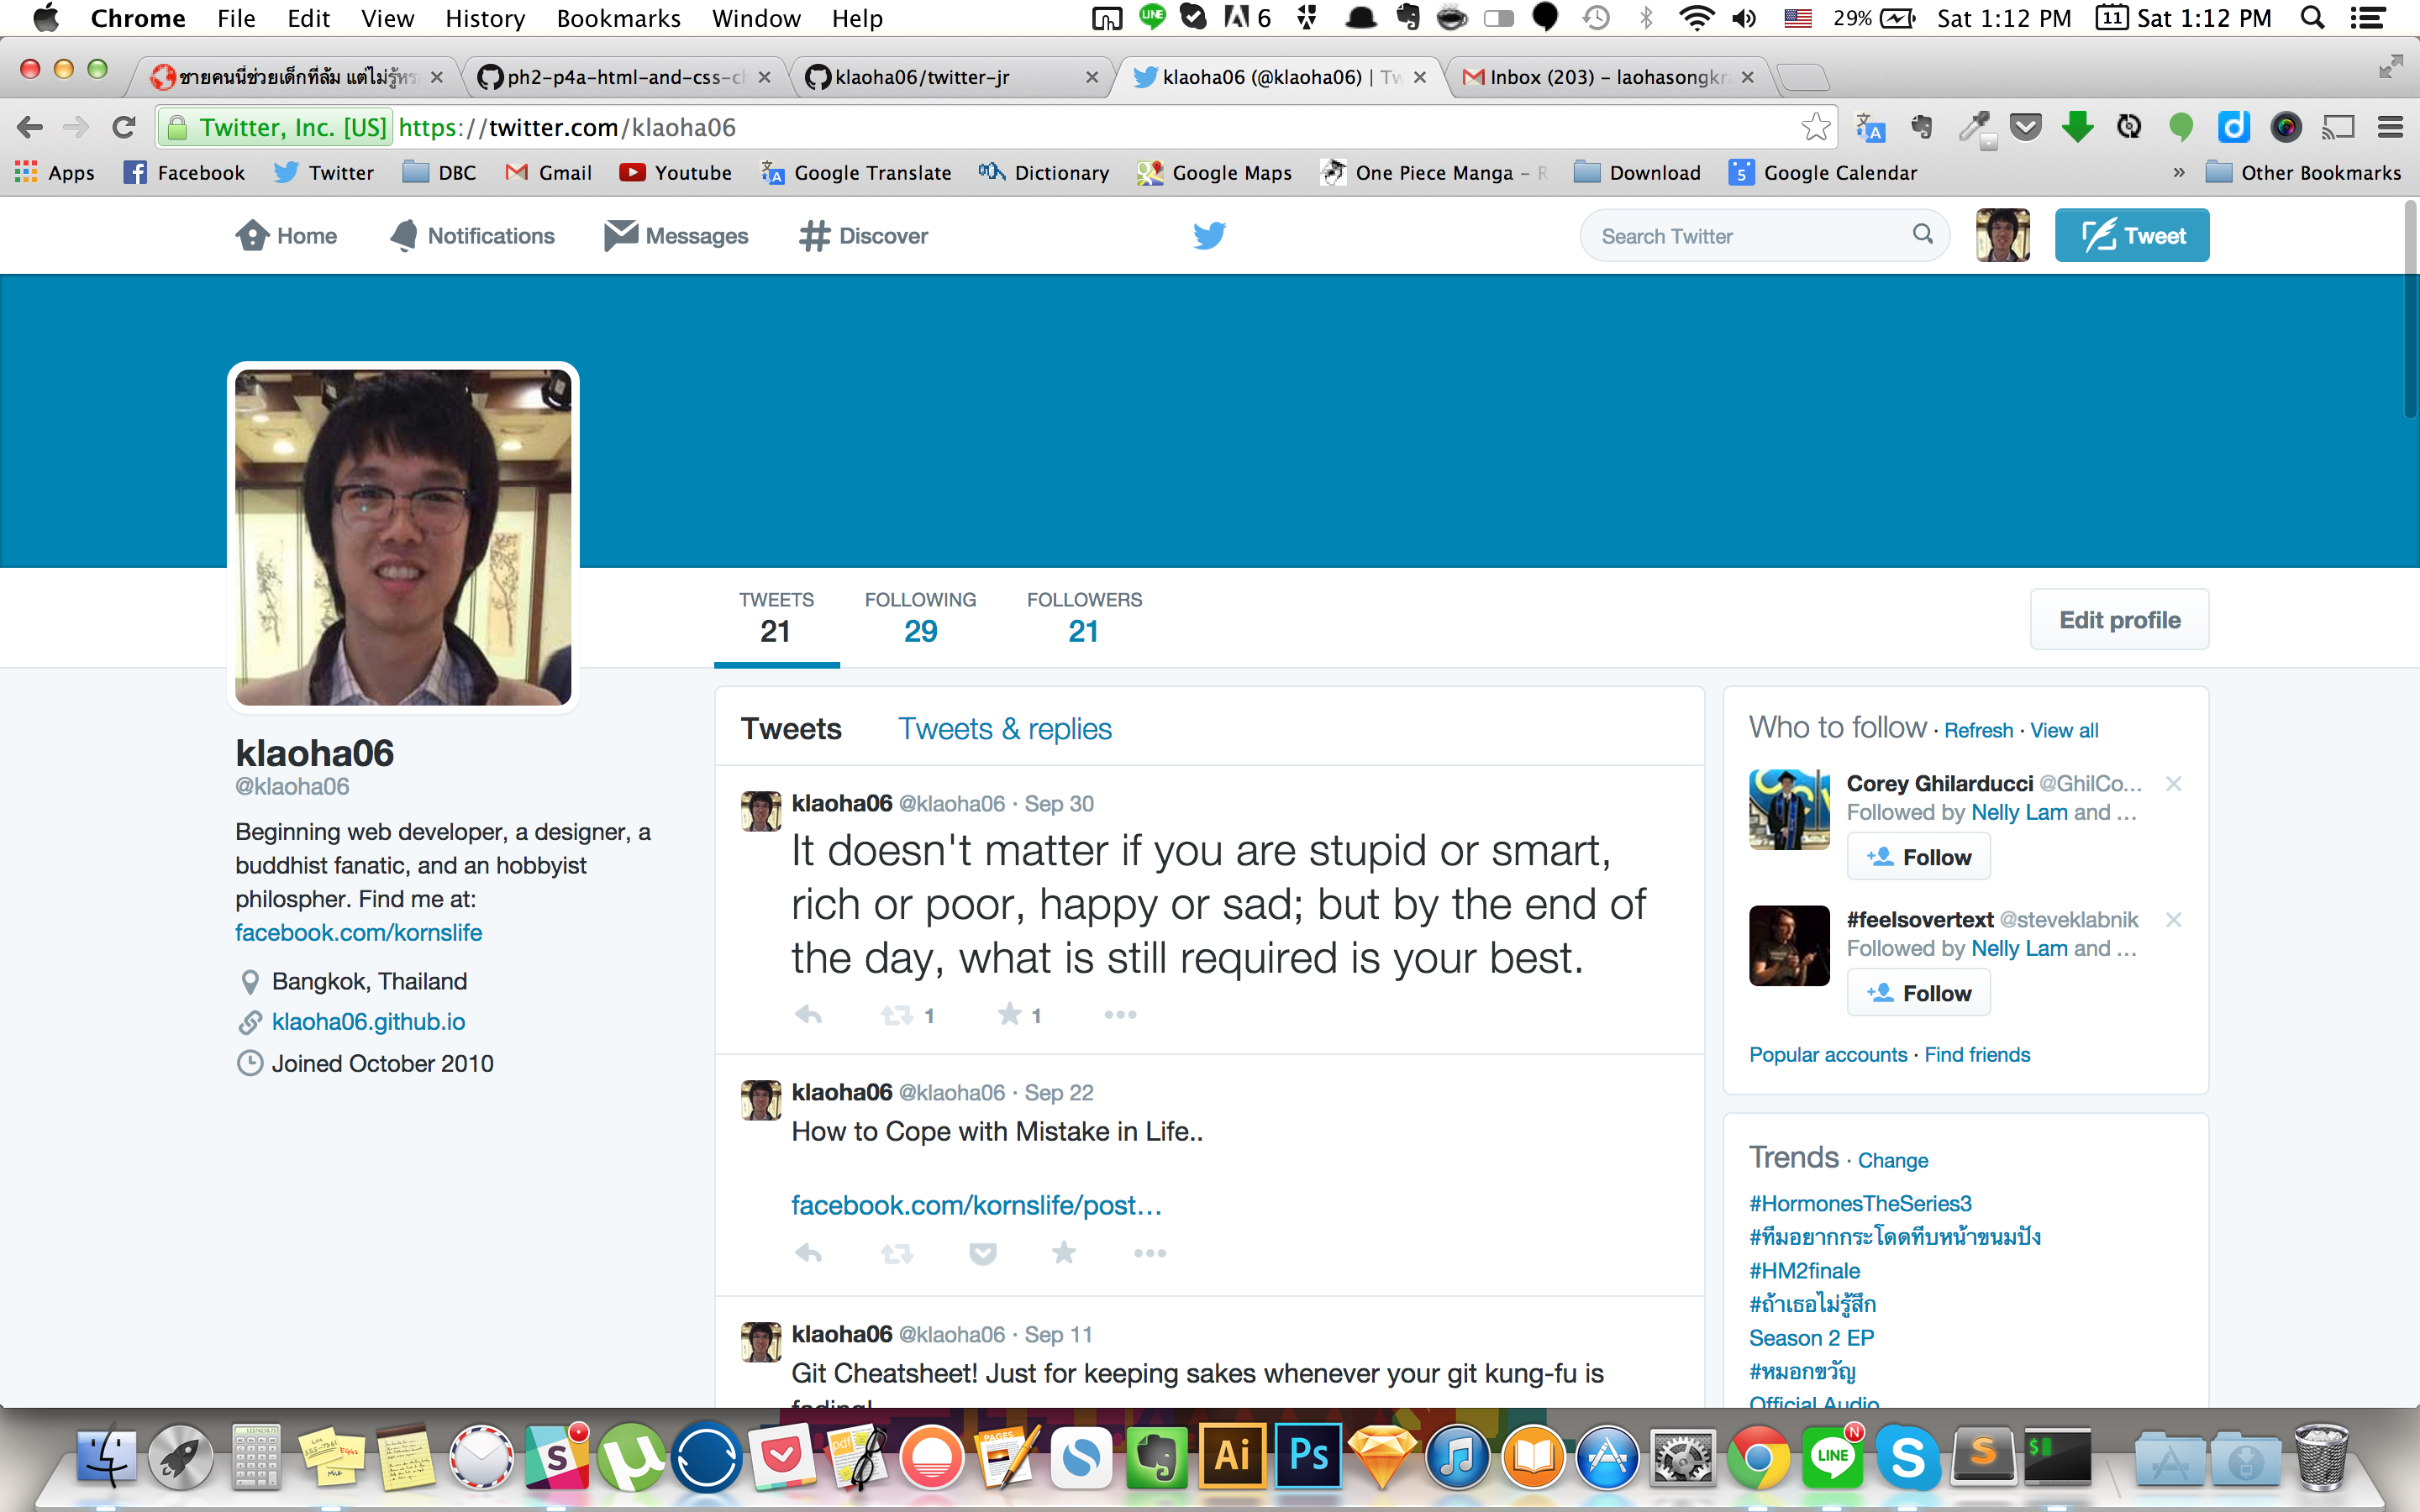 Chrome File Edit View History Bookmarks Window Help LINE 6 29% Sat 1:12 PM 11 Sat 1:12 PM
ชายคนนี้ช่วยเด็กที่ล้ม แต่ไม่รู้ ph2-p4a-html-and-css-ch klaoha06/twitter-jr klaoha06 (@klaoha06) | Tw Inbox (203) - laohasongkr
Twitter, Inc. [US] https://twitter.com/klaoha06
Apps Facebook Twitter DBC Gmail Youtube Google Translate Dictionary Google Maps One Piece Manga - R Download 5 Google Calendar » Other Bookmarks
Home Notifications Messages Discover Search Twitter Tweet
TWEETS FOLLOWING FOLLOWERS
21 29 21
Edit profile
klaoha06
@klaoha06
Beginning web developer, a designer, a
buddhist fanatic, and an hobbyist
philospher. Find me at:
facebook.com/kornslife
Bangkok, Thailand
klaoha06.github.io
Joined October 2010
Tweets Tweets & replies
klaoha06 @klaoha06 · Sep 30
It doesn't matter if you are stupid or smart,
rich or poor, happy or sad; but by the end of
the day, what is still required is your best.
1 1
klaoha06 @klaoha06 · Sep 22
How to Cope with Mistake in Life..
facebook.com/kornslife/post…
klaoha06 @klaoha06 · Sep 11
Git Cheatsheet! Just for keeping sakes whenever your git kung-fu is
fading!
Who to follow · Refresh · View all
Corey Ghilarducci @GhilCo…
Followed by Nelly Lam and …
Follow
#feelsovertext @steveklabnik
Followed by Nelly Lam and …
Follow
Popular accounts · Find friends
Trends · Change
#HormonesTheSeries3
#ทีมอยากกระโดดทีบหน้าขนมปัง
#HM2finale
#ถ้าเธอไม่รู้สึก
Season 2 EP
#หมอกขวัญ
Official Audio
pdf PAGES Ai Ps LINE N S S $